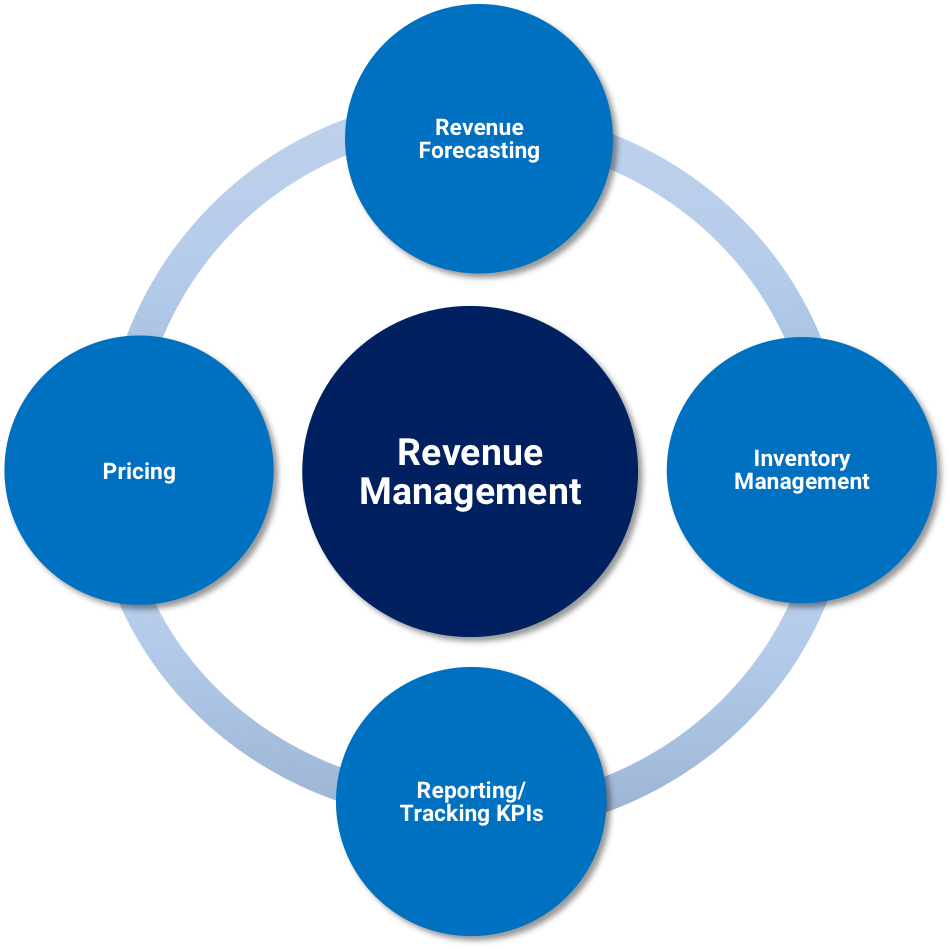 Revenue
Forecasting
Pricing
Revenue
Management
Inventory
Management
Reporting/
Tracking KPIs